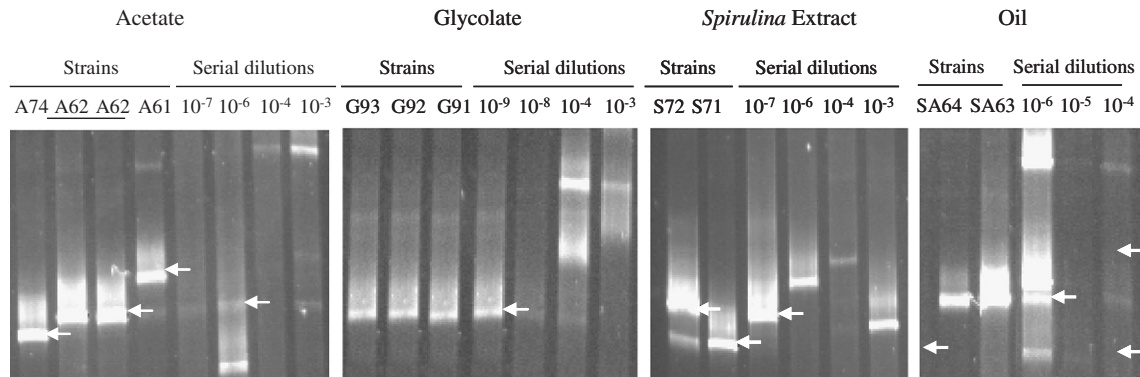 Acetate Glycolate Spirulina Extract Oil
Strains Serial dilutions Strains Serial dilutions Strains Serial dilutions Strains Serial dilutions
A74 A62 A62 A61 10⁻⁷ 10⁻⁶ 10⁻⁴ 10⁻³ G93 G92 G91 10⁻⁹ 10⁻⁸ 10⁻⁴ 10⁻³ S72 S71 10⁻⁷ 10⁻⁶ 10⁻⁴ 10⁻³ SA64 SA63 10⁻⁶ 10⁻⁵ 10⁻⁴